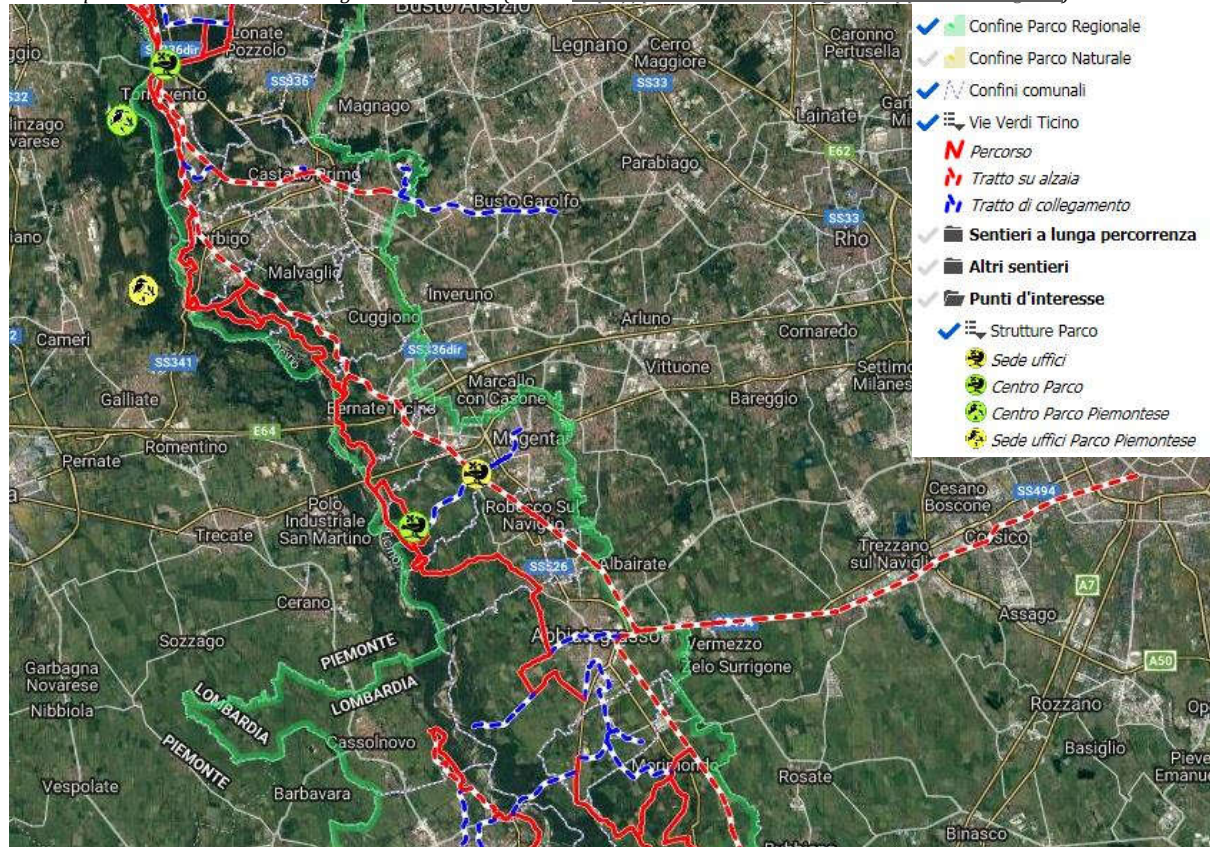 Busto Arsizio
Lonate
Pozzolo
SS336dir
Legnano
Cerro
Maggiore
Caronno
Pertusella
SS33
SS336
Magnago
Lainate
E62
Parabiago
Busto Garolfo
SS33
Rho
Malvaglio
Inveruno
Cuggiono
Arluno
Cornaredo
Cameri
SS341
Vittuone
Marcallo
con Casone
Bareggio
Galliate
Bernate Ticino
E64
Romentino
Magenta
Pernate
Cesano
Boscone
SS494
Polo
Industriale
San Martino
Robecco Su
Naviglio
Trecate
Corsico
Trezzano
sul Navigli
Albairate
SS526
A7
Cerano
Assago
Abbiategrasso
Vermezzo
Zelo Surrigone
Sozzago
PIEMONTE
A50
Garbagna
Novarese
LOMBARDIA
LOMBARDIA
Nibbiola
Rozzano
PIEMONTE
Cassolnovo
Basiglio
Morimondo
Pieve
Emanue
Vespolate
Barbavara
Rosate
Binasco
Confine Parco Regionale
Confine Parco Naturale
Confini comunali
Vie Verdi Ticino
Percorso
Tratto su alzaia
Tratto di collegamento
Sentieri a lunga percorrenza
Altri sentieri
Punti d'interesse
Strutture Parco
Sede uffici
Centro Parco
Centro Parco Piemontese
Sede uffici Parco Piemontese